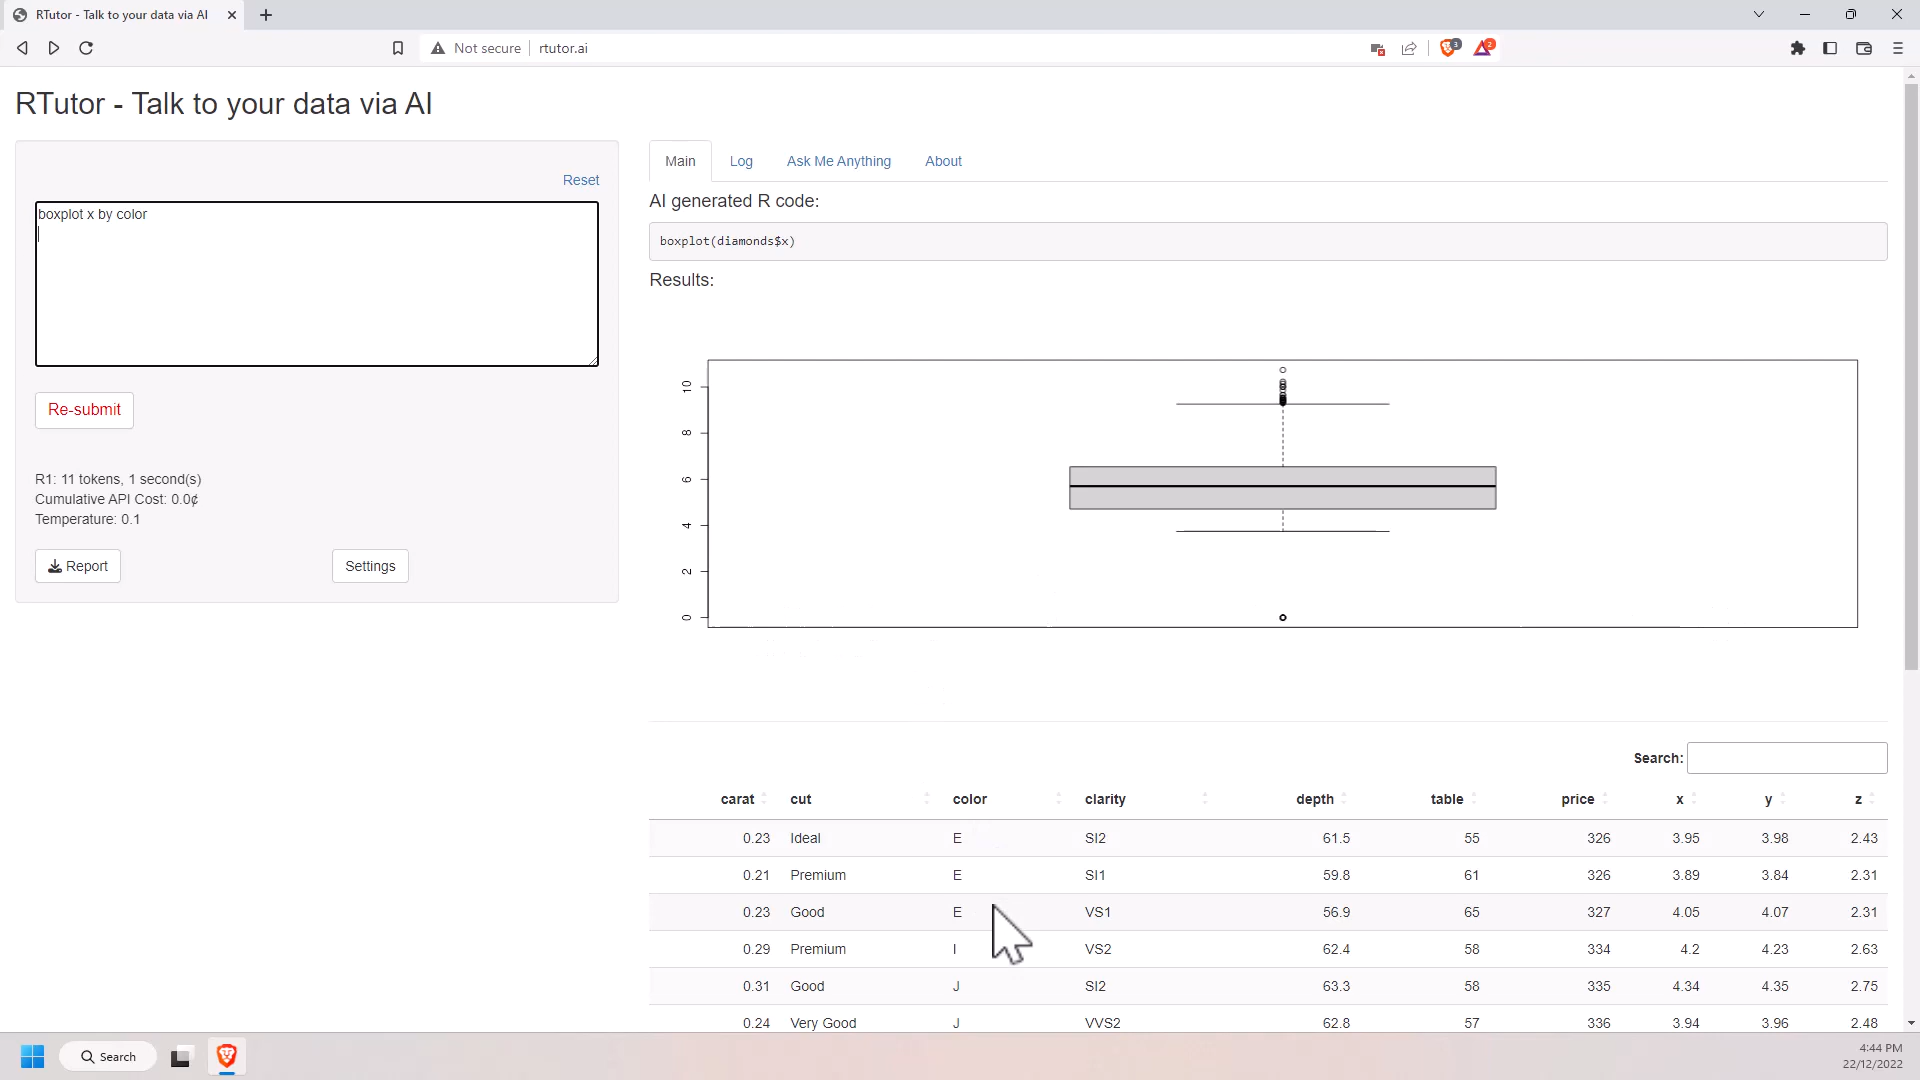 RTutor - Talk to your data via AI
Not secure
rtutor.ai
3
2
RTutor - Talk to your data via AI
Reset
boxplot x by color
Re-submit
R1: 11 tokens, 1 second(s)
Cumulative API Cost: 0.0¢
Temperature: 0.1
Report
Settings
Main Log Ask Me Anything About
AI generated R code:
boxplot(diamonds$x)
Results:
10
8
6
4
2
0
Search:
carat cut color clarity depth table price x y z
0.23 Ideal E SI2 61.5 55 326 3.95 3.98 2.43
0.21 Premium E SI1 59.8 61 326 3.89 3.84 2.31
0.23 Good E VS1 56.9 65 327 4.05 4.07 2.31
0.29 Premium I VS2 62.4 58 334 4.2 4.23 2.63
0.31 Good J SI2 63.3 58 335 4.34 4.35 2.75
0.24 Very Good J VVS2 62.8 57 336 3.94 3.96 2.48
Search
4:44 PM
22/12/2022